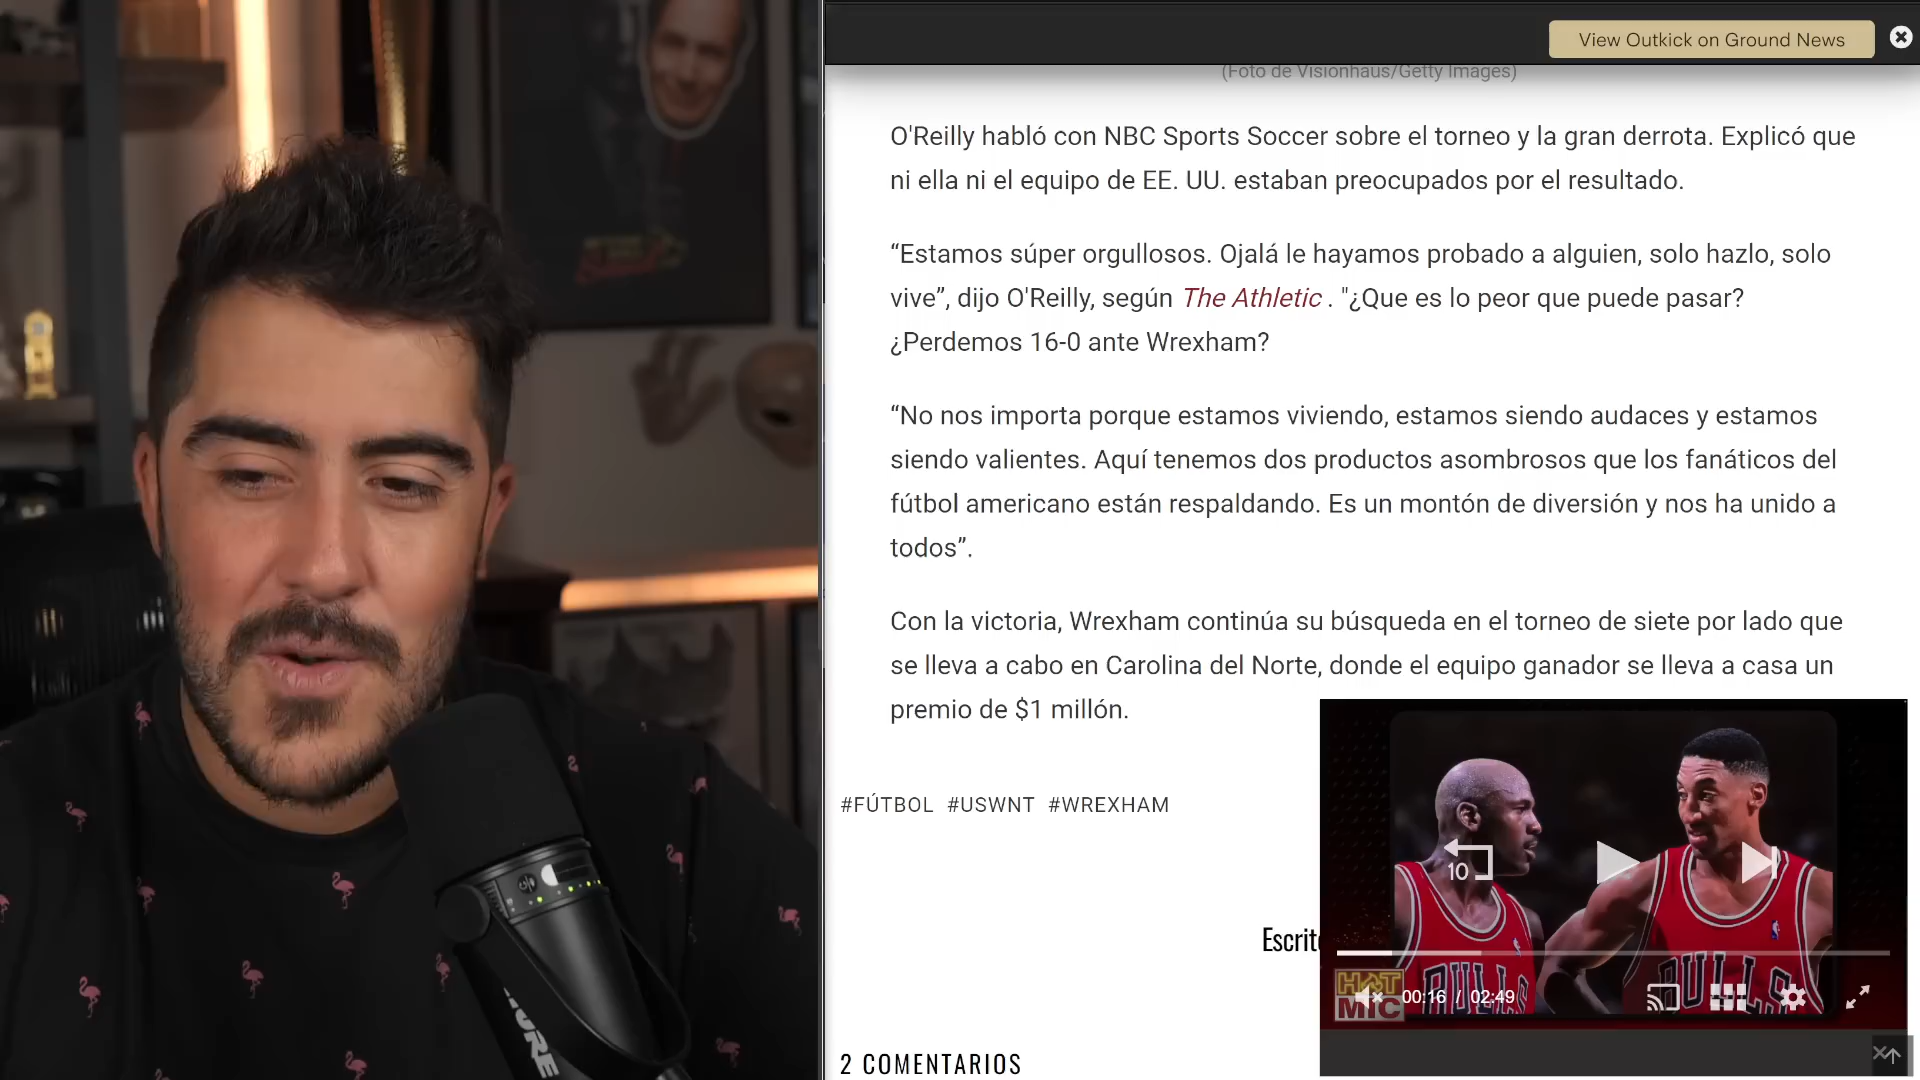 View Outkick on Ground News
(Foto de Visionhaus/Getty Images)
O'Reilly habló con NBC Sports Soccer sobre el torneo y la gran derrota. Explicó que
ni ella ni el equipo de EE. UU. estaban preocupados por el resultado.
“Estamos súper orgullosos. Ojalá le hayamos probado a alguien, solo hazlo, solo
vive”, dijo O'Reilly, según The Athletic . "¿Que es lo peor que puede pasar?
¿Perdemos 16-0 ante Wrexham?
“No nos importa porque estamos viviendo, estamos siendo audaces y estamos
siendo valientes. Aquí tenemos dos productos asombrosos que los fanáticos del
fútbol americano están respaldando. Es un montón de diversión y nos ha unido a
todos”.
Con la victoria, Wrexham continúa su búsqueda en el torneo de siete por lado que
se lleva a cabo en Carolina del Norte, donde el equipo ganador se lleva a casa un
premio de $1 millón.
#FÚTBOL #USWNT #WREXHAM
10
BULLS
BULLS
HOT
MIC
00:16 / 02:49
2 COMENTARIOS